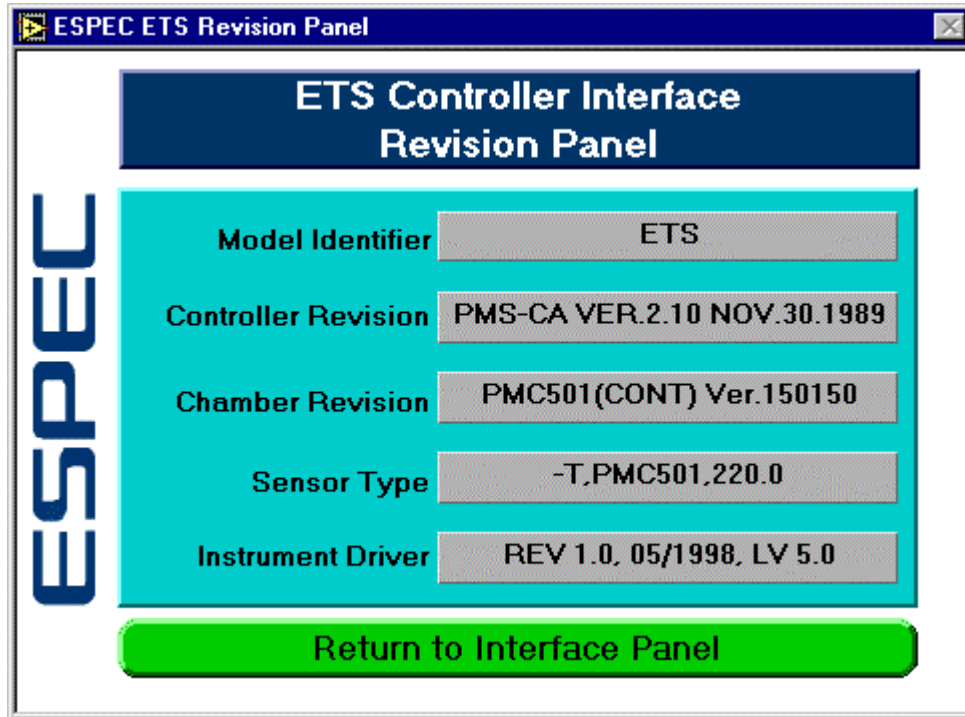 ESPEC ETS Revision Panel
ETS Controller Interface
Revision Panel
ESPEC
Model Identifier ETS
Controller Revision PMS-CA VER.2.10 NOV.30.1989
Chamber Revision PMC501(CONT) Ver.150150
Sensor Type -T,PMC501,220.0
Instrument Driver REV 1.0, 05/1998, LV 5.0
Return to Interface Panel